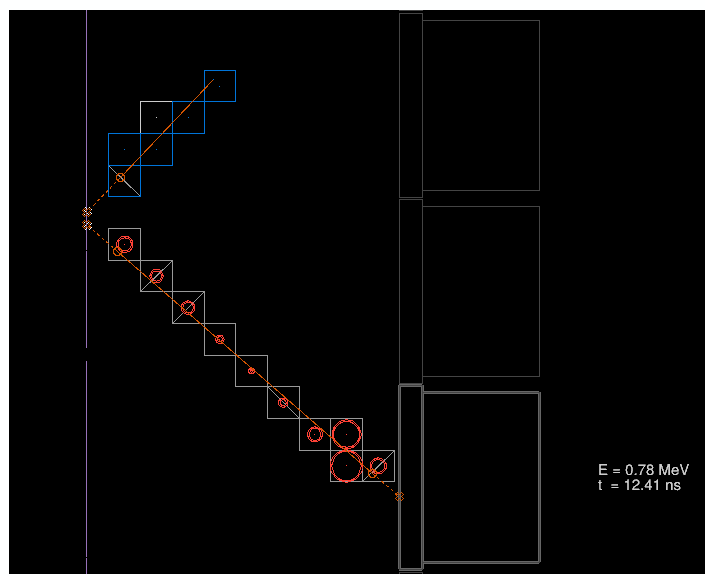 E = 0.78 MeV
t = 12.41 ns